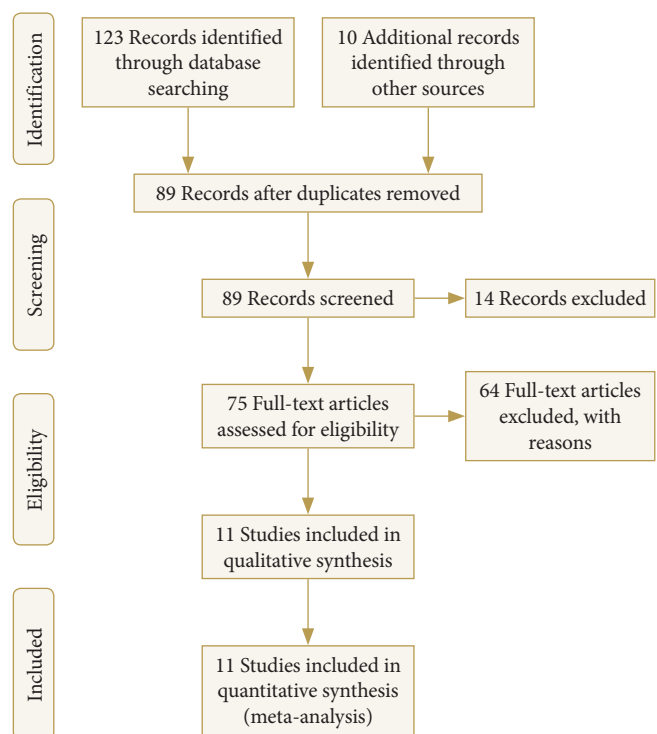 Identification
123 Records identified
through database
searching
10 Additional records
identified through
other sources
89 Records after duplicates removed
Screening
89 Records screened
14 Records excluded
Eligibility
75 Full-text articles
assessed for eligibility
64 Full-text articles
excluded, with
reasons
11 Studies included in
qualitative synthesis
Included
11 Studies included in
quantitative synthesis
(meta-analysis)